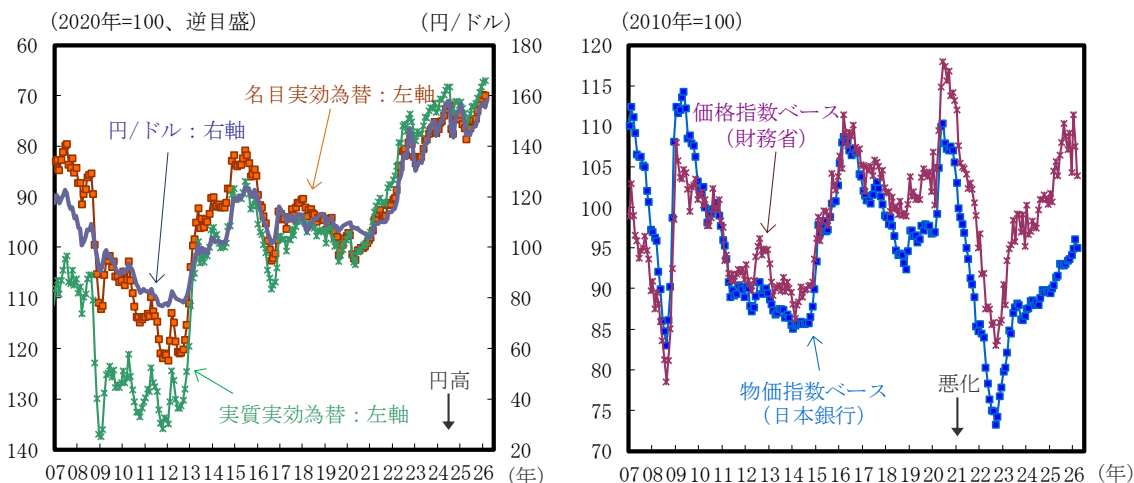 (2020年=100、逆目盛)
(円/ドル)
60
70
80
90
100
110
120
130
140
180
160
140
120
100
80
60
40
20
名目実効為替：左軸
円/ドル：右軸
円高
実質実効為替：左軸
07 08 09 10 11 12 13 14 15 16 17 18 19 20 21 22 23 24 25 26 (年)
(2010年=100)
120
115
110
105
100
95
90
85
80
75
70
価格指数ベース
（財務省）
悪化
物価指数ベース
（日本銀行）
07 08 09 10 11 12 13 14 15 16 17 18 19 20 21 22 23 24 25 26 (年)